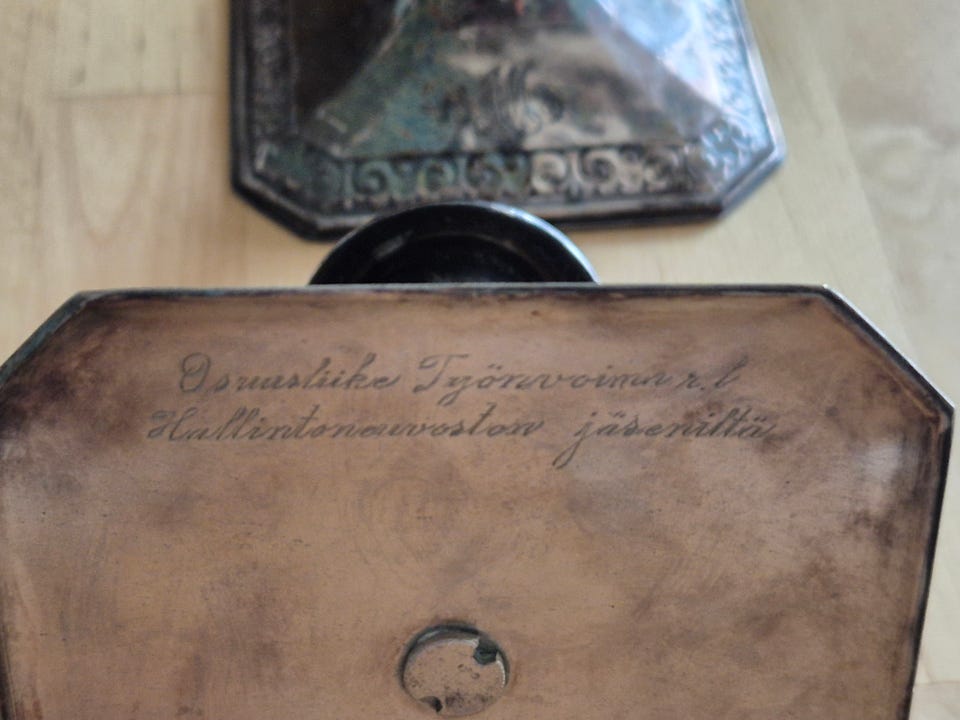 Osuusliike Työnvoima r.l
Hallintoneuvoston jäseniltä